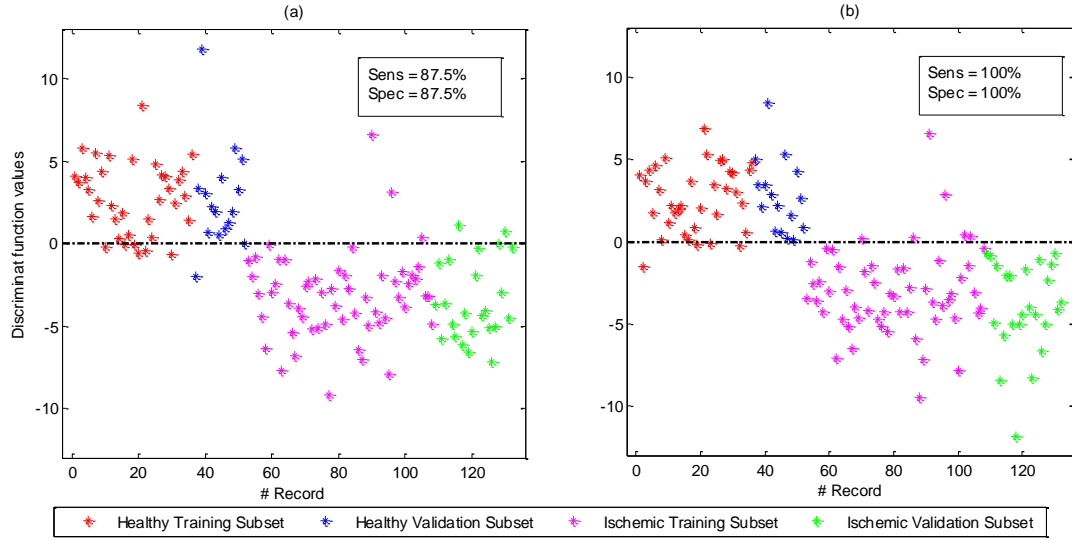 (a)
(b)
Discriminat function values
10
5
0
-5
-10
Sens = 87.5%
Spec = 87.5%
0
20
40
60
80
100
120
# Record
10
5
0
-5
-10
Sens = 100%
Spec = 100%
0
20
40
60
80
100
120
# Record
Healthy Training Subset
Healthy Validation Subset
Ischemic Training Subset
Ischemic Validation Subset